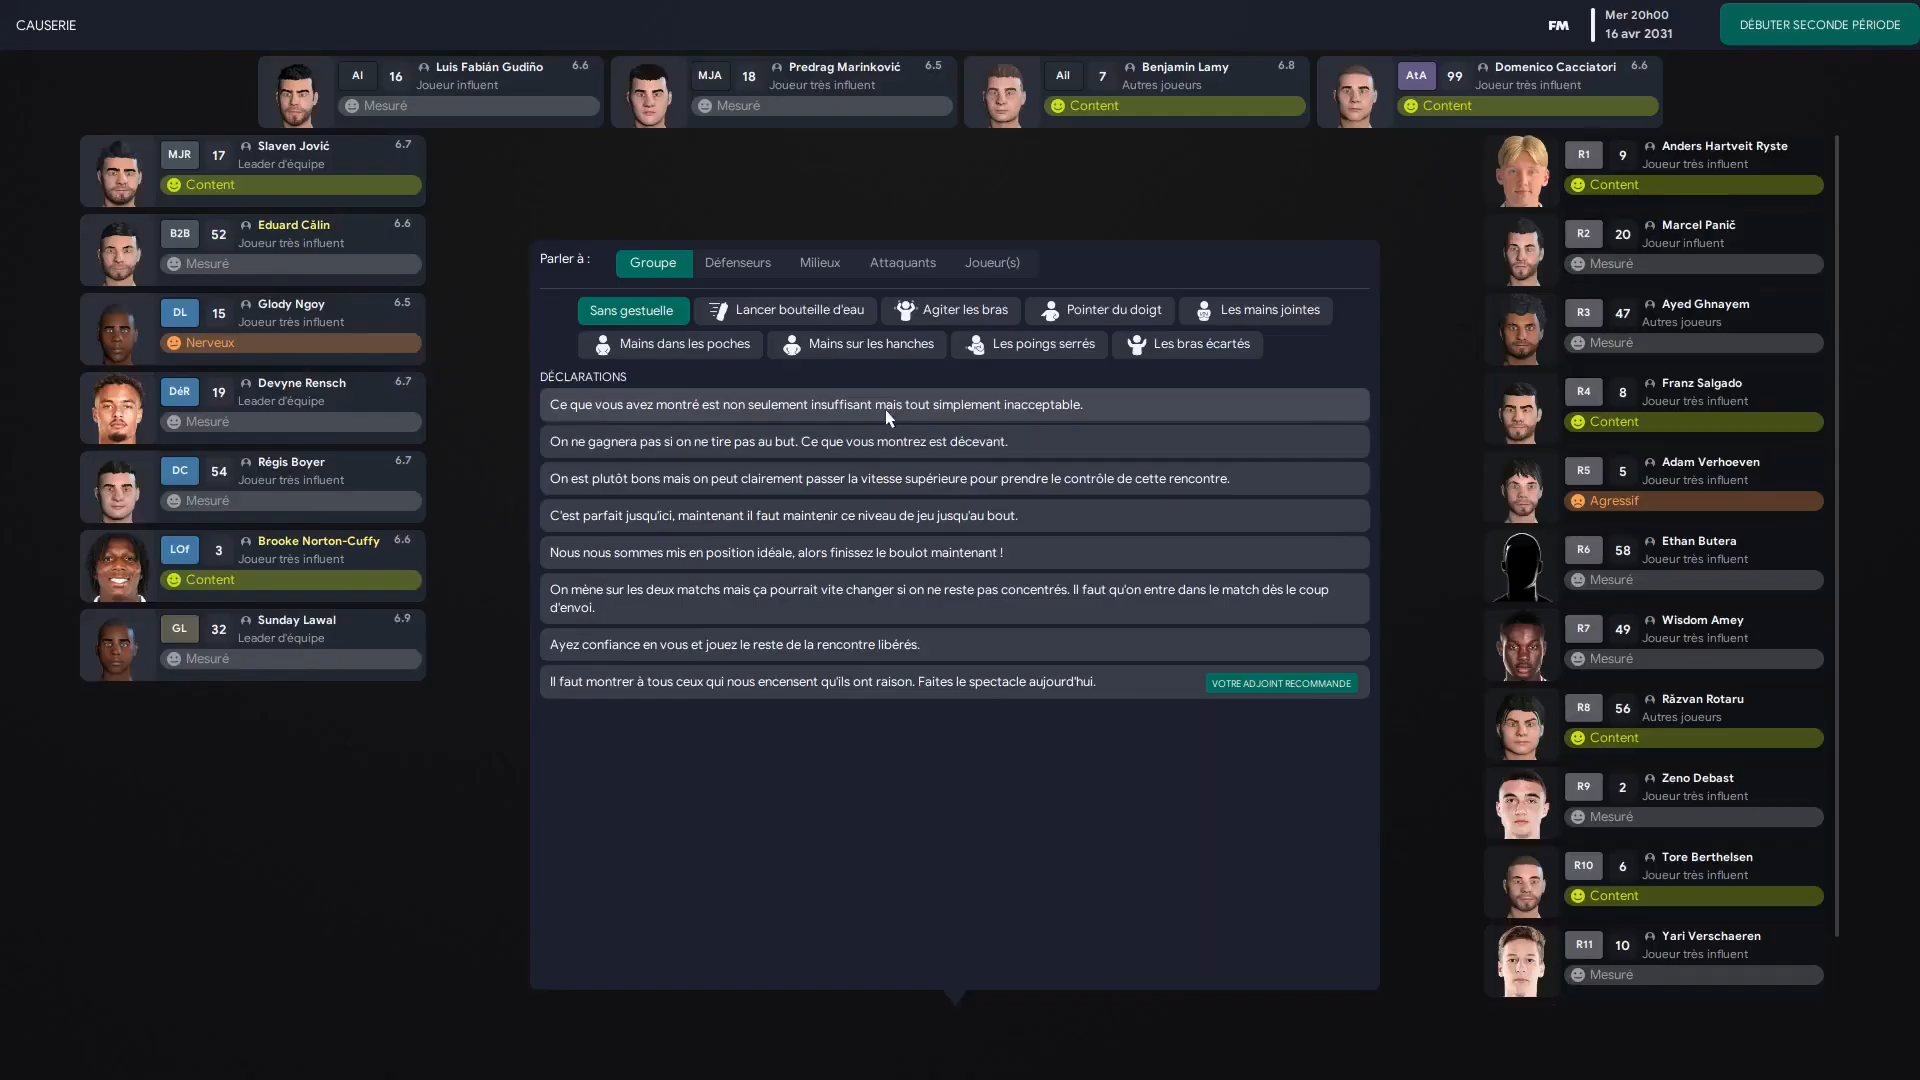 CAUSERIE
FM
Mer 20h00
16 avr 2031
DÉBUTER SECONDE PÉRIODE
AI 16 Luis Fabián Gudiño 6.6
Joueur influent
Mesuré
MJA 18 Predrag Marinković 6.5
Joueur très influent
Mesuré
Ail 7 Benjamin Lamy 6.8
Autres joueurs
Content
AtA 99 Domenico Cacciatori 6.6
Joueur très influent
Content
MJR 17 Slaven Jović 6.7
Leader d'équipe
Content
B2B 52 Eduard Călin 6.6
Joueur très influent
Mesuré
DL 15 Glody Ngoy 6.5
Joueur très influent
Nerveux
DéR 19 Devyne Rensch 6.7
Leader d'équipe
Mesuré
DC 54 Régis Boyer 6.7
Joueur très influent
Mesuré
LOf 3 Brooke Norton-Cuffy 6.6
Joueur très influent
Content
GL 32 Sunday Lawal 6.9
Leader d'équipe
Mesuré
Parler à : Groupe Défenseurs Milieux Attaquants Joueur(s)
Sans gestuelle Lancer bouteille d'eau Agiter les bras Pointer du doigt Les mains jointes
Mains dans les poches Mains sur les hanches Les poings serrés Les bras écartés
DÉCLARATIONS
Ce que vous avez montré est non seulement insuffisant mais tout simplement inacceptable.
On ne gagnera pas si on ne tire pas au but. Ce que vous montrez est décevant.
On est plutôt bons mais on peut clairement passer la vitesse supérieure pour prendre le contrôle de cette rencontre.
C'est parfait jusqu'ici, maintenant il faut maintenir ce niveau de jeu jusqu'au bout.
Nous nous sommes mis en position idéale, alors finissez le boulot maintenant !
On mène sur les deux matchs mais ça pourrait vite changer si on ne reste pas concentrés. Il faut qu'on entre dans le match dès le coup
d'envoi.
Ayez confiance en vous et jouez le reste de la rencontre libérés.
Il faut montrer à tous ceux qui nous encensent qu'ils ont raison. Faites le spectacle aujourd'hui. VOTRE ADJOINT RECOMMANDE
R1 9 Anders Hartveit Ryste
Joueur très influent
Content
R2 20 Marcel Panič
Joueur influent
Mesuré
R3 47 Ayed Ghnayem
Autres joueurs
Mesuré
R4 8 Franz Salgado
Joueur très influent
Content
R5 5 Adam Verhoeven
Joueur très influent
Agressif
R6 58 Ethan Butera
Joueur très influent
Mesuré
R7 49 Wisdom Amey
Joueur très influent
Mesuré
R8 56 Răzvan Rotaru
Autres joueurs
Content
R9 2 Zeno Debast
Joueur très influent
Mesuré
R10 6 Tore Berthelsen
Joueur très influent
Content
R11 10 Yari Verschaeren
Joueur très influent
Mesuré